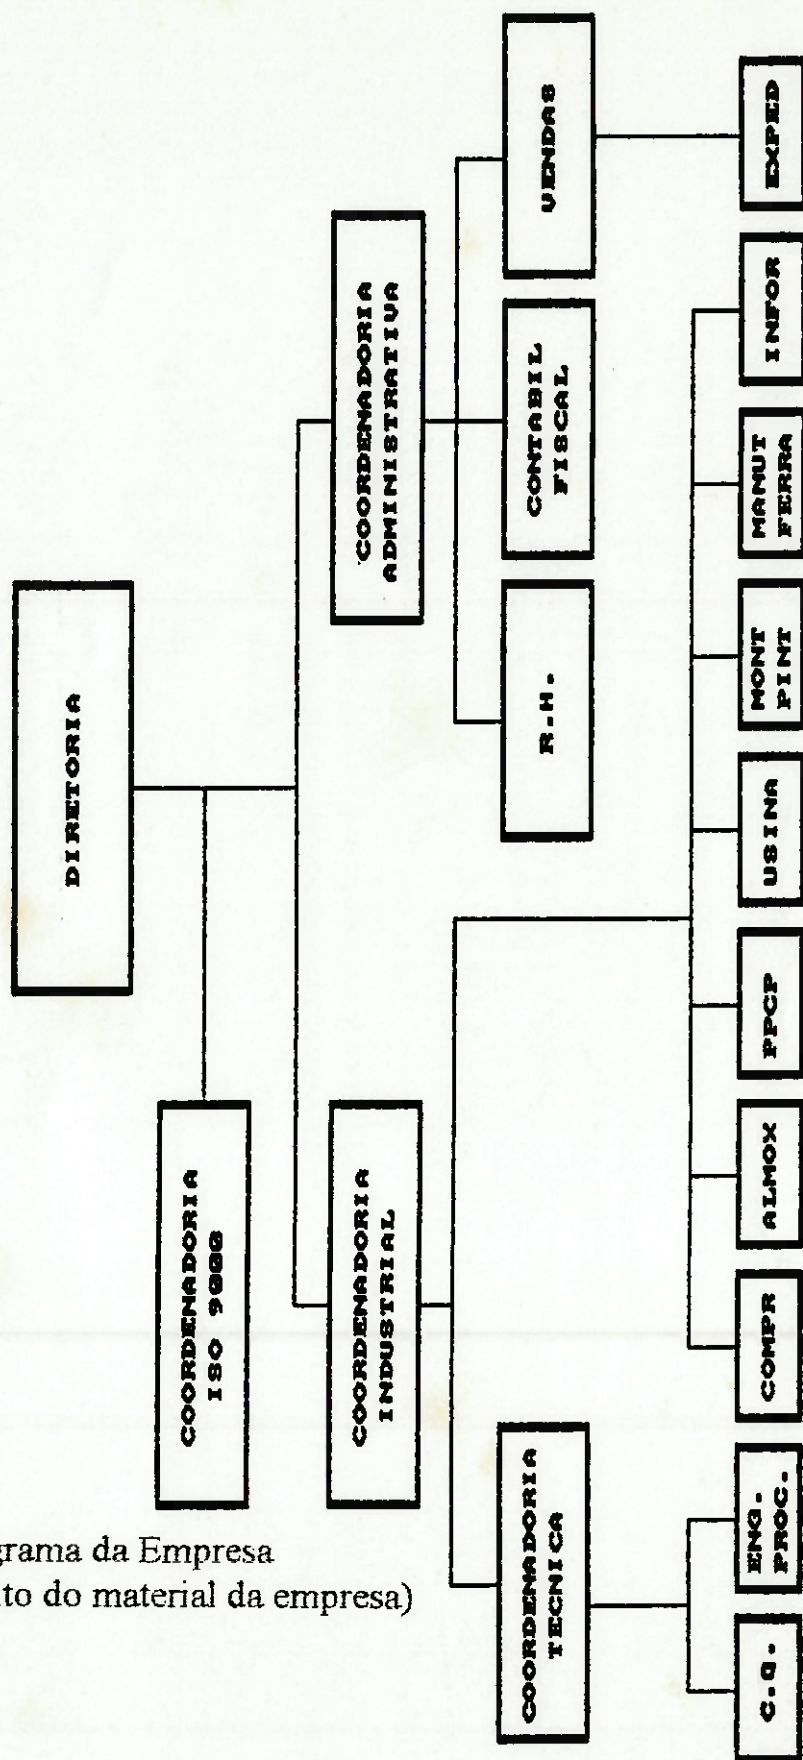 DIRETORIA
COORDENADORIA
ISO 9000
COORDENADORIA
INDUSTRIAL
COORDENADORIA
ADMINISTRATIVA
COORDENADORIA
TECNICA
R.H.
CONTABIL
FISCAL
VENDAS
C.Q.
ENG.
PROC.
COMPR
ALMOX
PPCP
USINA
MONT
PINT
MANUT
FERRA
INFOR
EXPED
grama da Empresa
to do material da empresa)